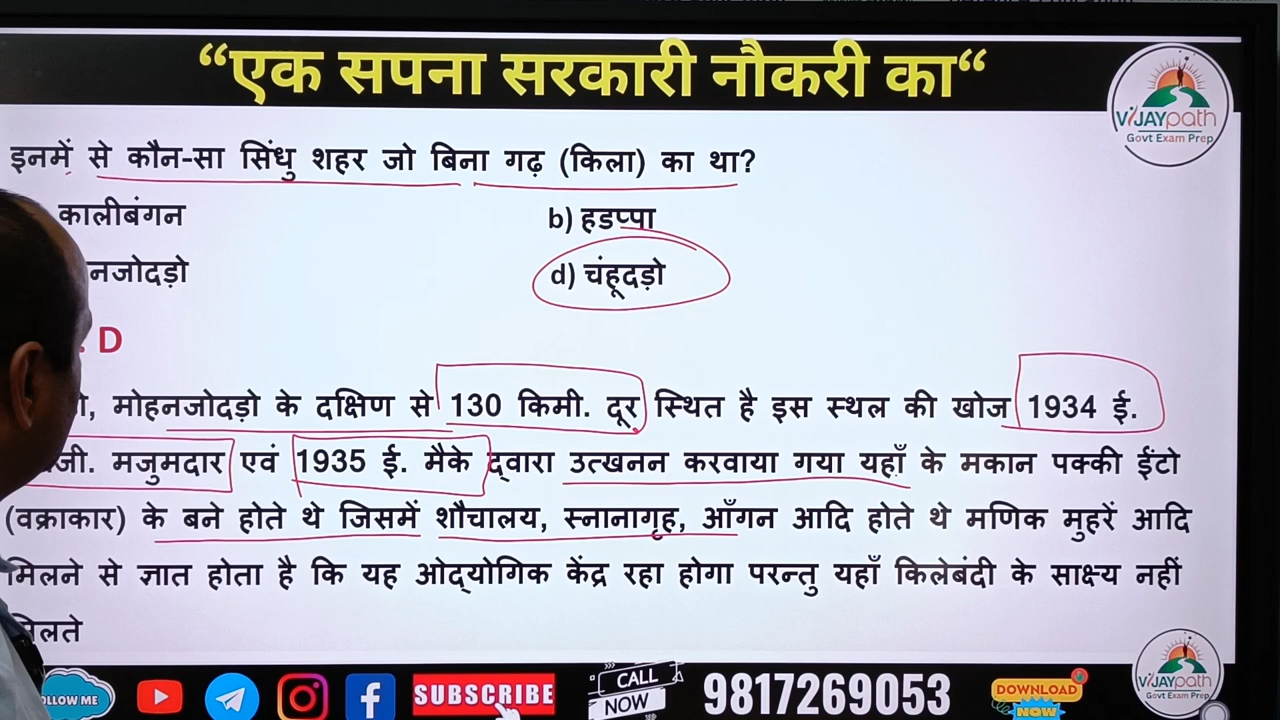 “एक सपना सरकारी नौकरी का“
VIJAYpath
Govt Exam Prep
इनमें से कौन-सा सिंधु शहर जो बिना गढ़ (किला) का था?
कालीबंगन
b) हडप्पा
नजोदड़ो
d) चंहूदड़ो
D
मोहनजोदड़ो के दक्षिण से 130 किमी. दूर स्थित है इस स्थल की खोज 1934 ई.
जी. मजुमदार एवं 1935 ई. मैके द्वारा उत्खनन करवाया गया यहाँ के मकान पक्की ईंटो
(वक्राकार) के बने होते थे जिसमें शौचालय, स्नानागृह, आँगन आदि होते थे मणिक मुहरें आदि
मिलने से ज्ञात होता है कि यह ओद्योगिक केंद्र रहा होगा परन्तु यहाँ किलेबंदी के साक्ष्य नहीं
मिलते
FOLLOW ME
SUBSCRIBE
CALL
NOW
9817269053
DOWNLOAD
NOW
VIJAYpath
Govt Exam Prep